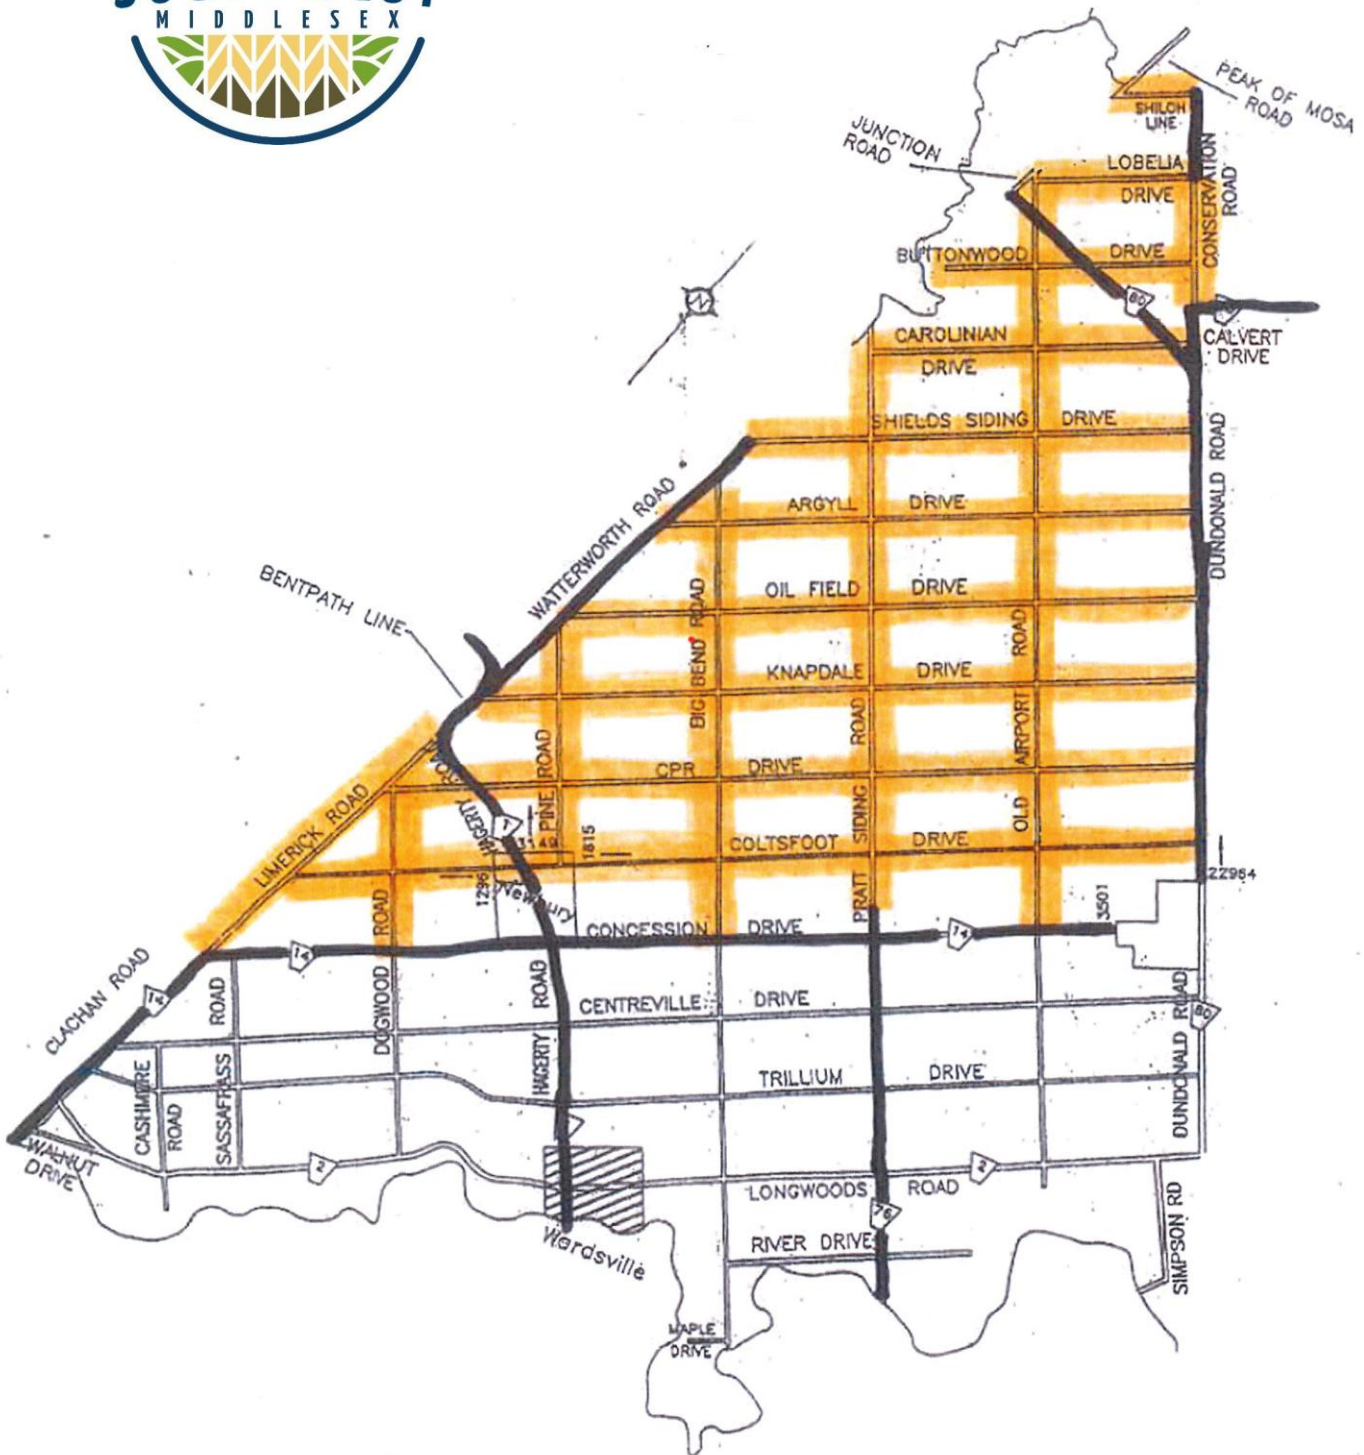 MIDDLESEX
PEAK OF MOSA
ROAD
SHILOH
LINE
JUNCTION
ROAD
LOBELIA
DRIVE
CONSERVATION
ROAD
BUTTONWOOD DRIVE
80
CAROLINIAN
DRIVE
CALVERT
DRIVE
SHIELDS SIDING DRIVE
DUNDONALD ROAD
ARGYLL DRIVE
WATTERWORTH ROAD
BENTPATH LINE
OIL FIELD DRIVE
BIG BEND ROAD
KNAPDALE DRIVE
OLD AIRPORT ROAD
PRATT SIDING ROAD
PINE ROAD
CPR DRIVE
HAGERTY ROAD
LIMERICK ROAD
1
3149
1815
COLTSFOOT DRIVE
1296
Newbury
22964
3501
DOGWOOD ROAD
CONCESSION DRIVE
14
14
14
CLACHAN ROAD
HAGERTY ROAD
CENTREVILLE DRIVE
80
DUNDONALD ROAD
SASSAFRASS ROAD
CASHMERE
ROAD
TRILLIUM DRIVE
WALNUT
DRIVE
2
2
LONGWOODS ROAD
76
Wardsville
RIVER DRIVE
SIMPSON RD
MAPLE
DRIVE